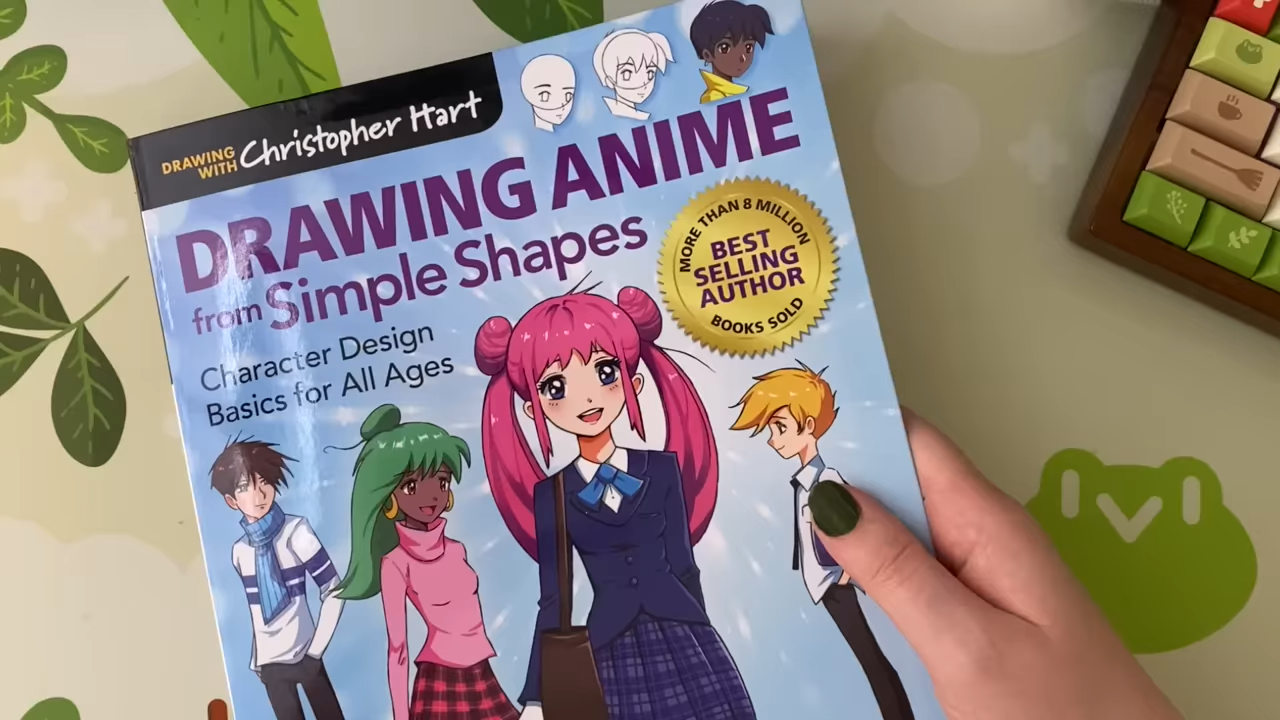 DRAWING
WITH Christopher Hart
DRAWING ANIME
from Simple Shapes
Character Design
Basics for All Ages
MORE THAN 8 MILLION
BEST
SELLING
AUTHOR
BOOKS SOLD